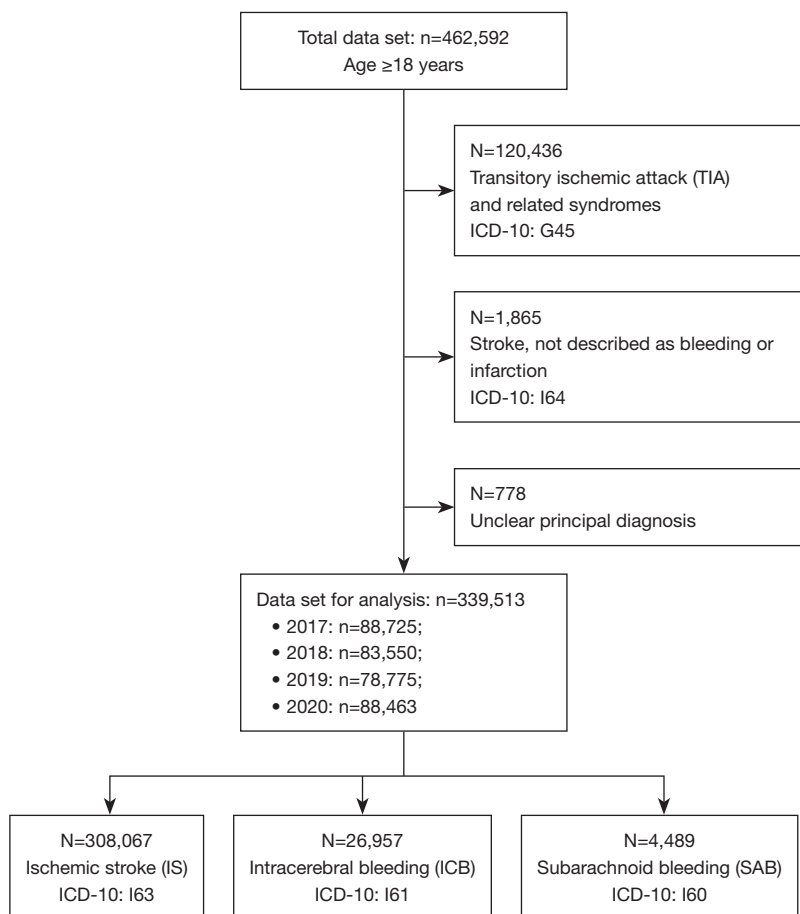 Total data set: n=462,592
Age ≥18 years
N=120,436
Transitory ischemic attack (TIA)
and related syndromes
ICD-10: G45
N=1,865
Stroke, not described as bleeding or
infarction
ICD-10: I64
N=778
Unclear principal diagnosis
Data set for analysis: n=339,513
• 2017: n=88,725;
• 2018: n=83,550;
• 2019: n=78,775;
• 2020: n=88,463
N=308,067
Ischemic stroke (IS)
ICD-10: I63
N=26,957
Intracerebral bleeding (ICB)
ICD-10: I61
N=4,489
Subarachnoid bleeding (SAB)
ICD-10: I60